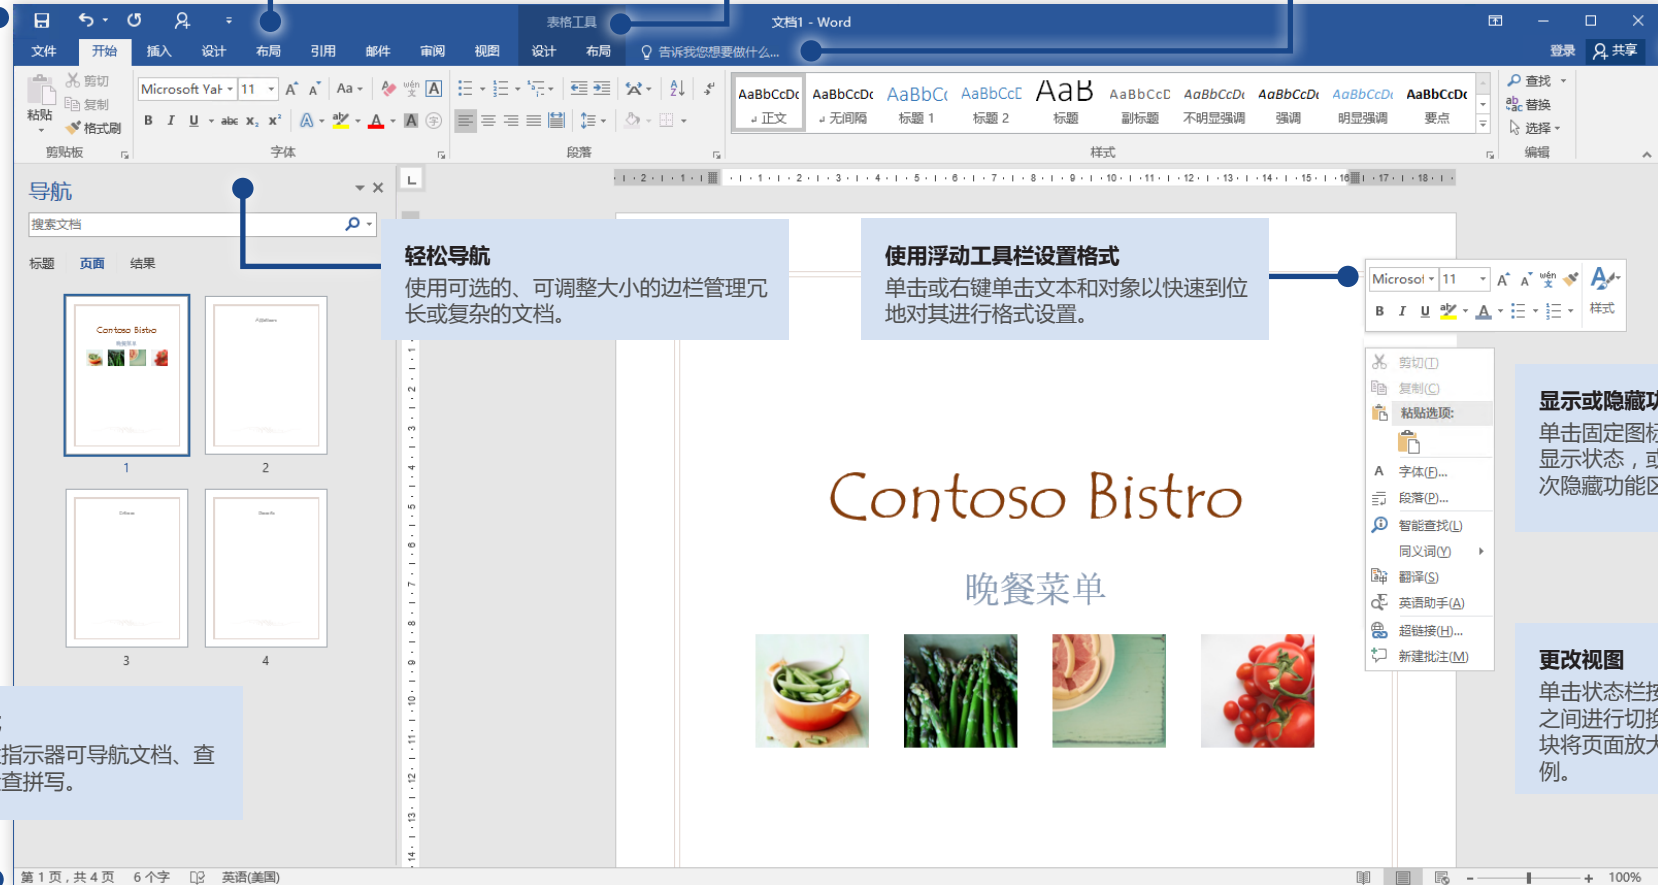 表格工具
文档1 - Word
文件 开始 插入 设计 布局 引用 邮件 审阅 视图 设计 布局 告诉我您想要做什么... 登录 共享
剪切
复制
格式刷
粘贴
剪贴板
Microsoft YaH 11
字体
段落
AaBbCcDc AaBbCcDc AaBbC AaBbCcD AaB AaBbCcD AaBbCcDc AaBbCcDc AaBbCcDc AaBbCcDc
正文 无间隔 标题 1 标题 2 标题 副标题 不明显强调 强调 明显强调 要点
样式
查找
替换
选择
编辑
导航
搜索文档
标题 页面 结果
Contoso Bistro
晚餐菜单
1
2
3
4
轻松导航
使用可选的、可调整大小的边栏管理冗
长或复杂的文档。
使用浮动工具栏设置格式
单击或右键单击文本和对象以快速到位
地对其进行格式设置。
Microsof 11
样式
剪切(T)
复制(C)
粘贴选项:
字体(F)...
段落(P)...
智能查找(L)
同义词(Y)
翻译(S)
英语助手(A)
超链接(H)...
新建批注(M)
显示或隐藏
单击固定图标
显示状态，或
次隐藏功能区
Contoso Bistro
晚餐菜单
更改视图
单击状态栏按
之间进行切换
块将页面放大
例。
指示器可导航文档、查
查拼写。
第 1 页，共 4 页 6 个字 英语(美国) 100%